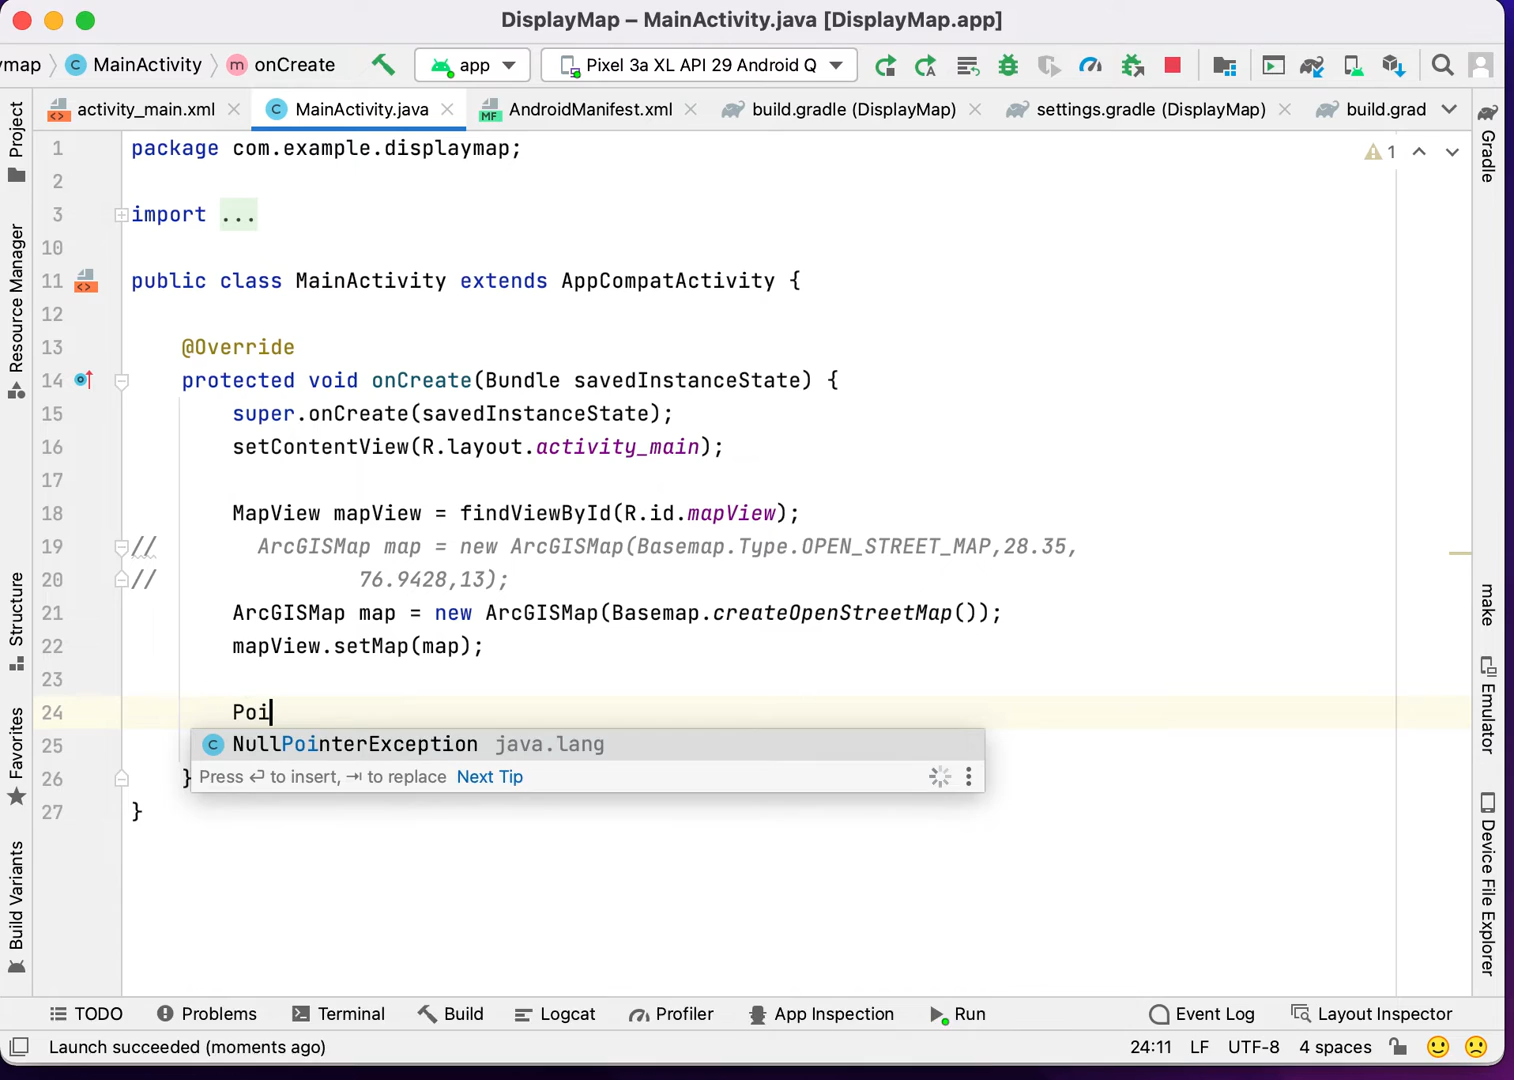 DisplayMap – MainActivity.java [DisplayMap.app]
map MainActivity onCreate app Pixel 3a XL API 29 Android Q
activity_main.xml MainActivity.java AndroidManifest.xml build.gradle (DisplayMap) settings.gradle (DisplayMap) build.grad
Project
Resource Manager
Structure
Favorites
Build Variants
1 package com.example.displaymap;
2
3 import ...
10
11 public class MainActivity extends AppCompatActivity {
12
13 @Override
14 protected void onCreate(Bundle savedInstanceState) {
15 super.onCreate(savedInstanceState);
16 setContentView(R.layout.activity_main);
17
18 MapView mapView = findViewById(R.id.mapView);
19 // ArcGISMap map = new ArcGISMap(Basemap.Type.OPEN_STREET_MAP,28.35,
20 // 76.9428,13);
21 ArcGISMap map = new ArcGISMap(Basemap.createOpenStreetMap());
22 mapView.setMap(map);
23
24 Poi
25 NullPointerException java.lang
Press ⏎ to insert, ⇥ to replace Next Tip
26 }
27 }
1
Gradle
make
Emulator
Device File Explorer
TODO Problems Terminal Build Logcat Profiler App Inspection Run Event Log Layout Inspector
Launch succeeded (moments ago) 24:11 LF UTF-8 4 spaces